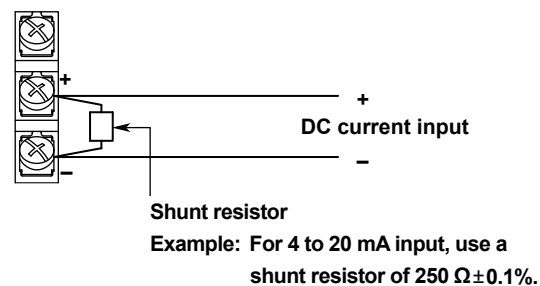 +
+
DC current input
−
−
Shunt resistor
Example: For 4 to 20 mA input, use a
shunt resistor of 250 Ω±0.1%.